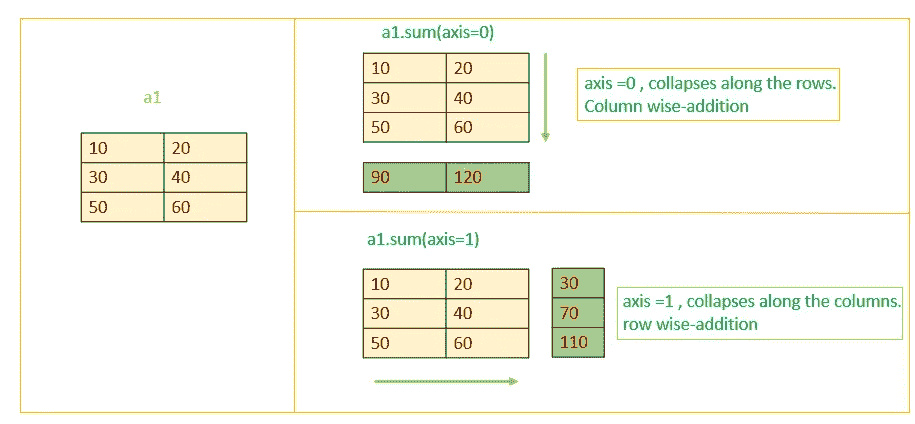 a1
10 20
30 40
50 60
a1.sum(axis=0)
10 20
30 40
50 60
90 120
axis =0 , collapses along the rows.
Column wise-addition
a1.sum(axis=1)
10 20 30
30 40 70
50 60 110
axis =1 , collapses along the columns.
row wise-addition